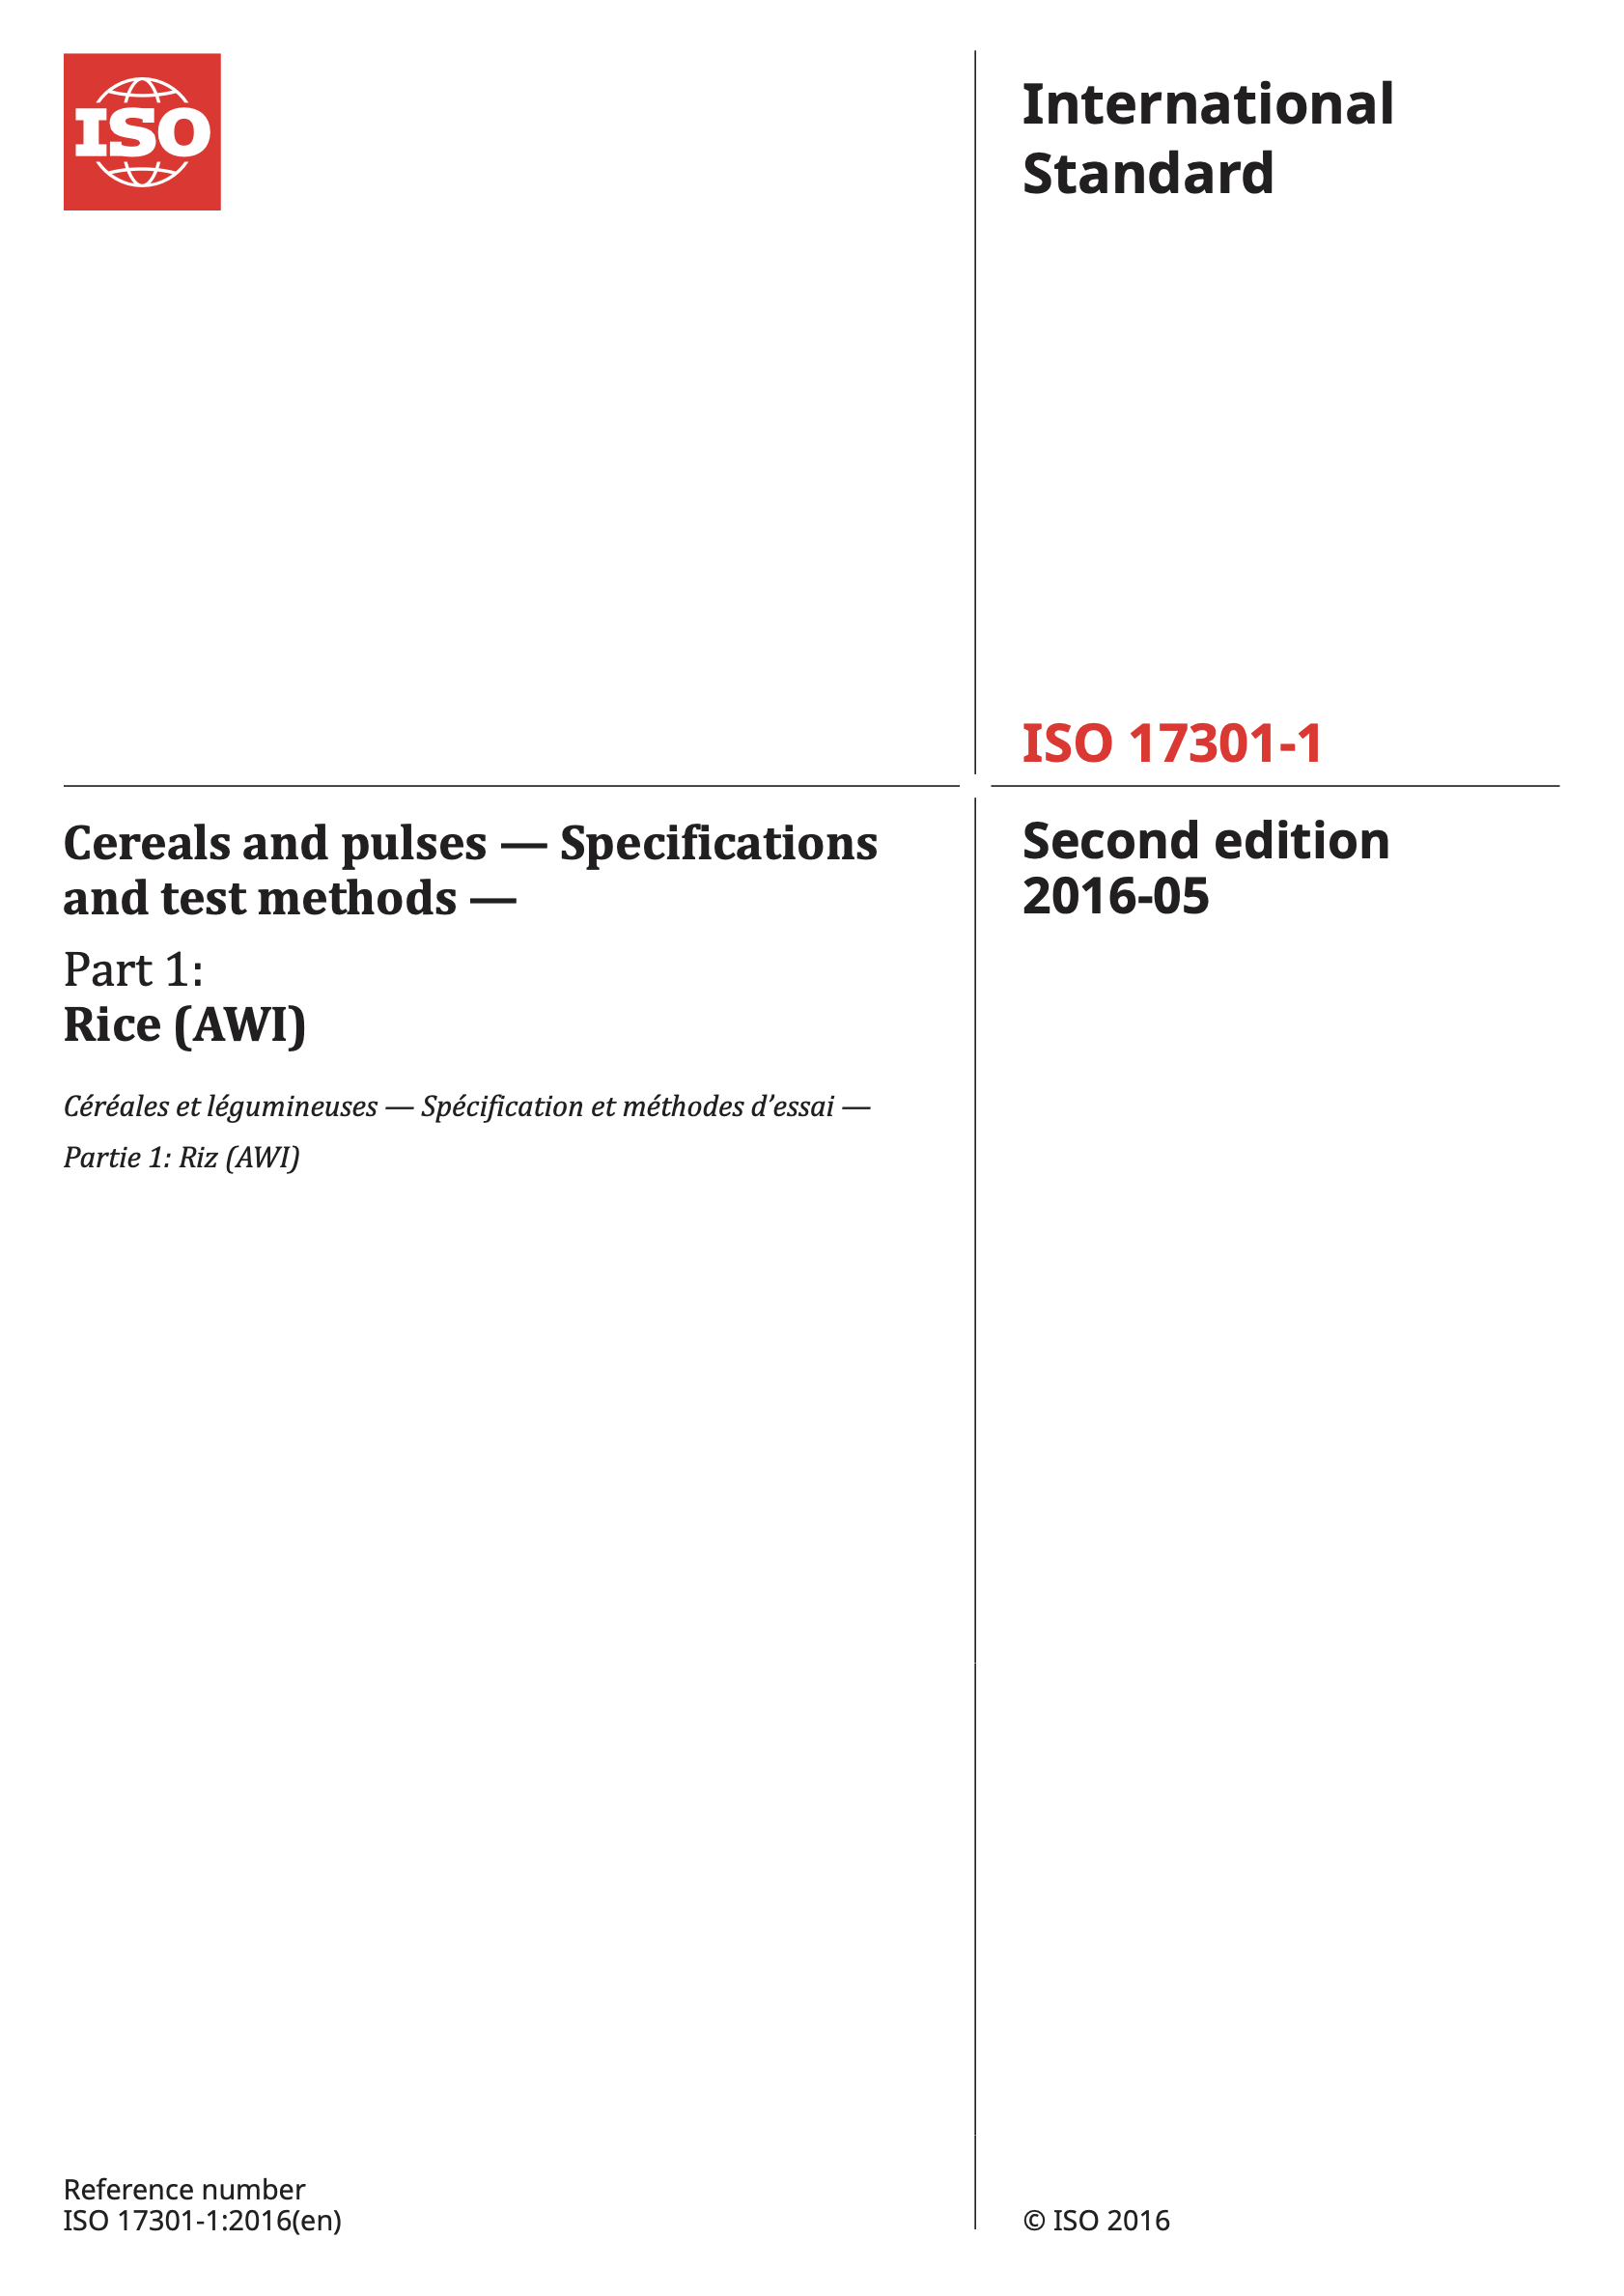 ISO
International
Standard
ISO 17301-1
Cereals and pulses — Specifications
and test methods —
Part 1:
Rice (AWI)
Céréales et légumineuses — Spécification et méthodes d’essai —
Partie 1: Riz (AWI)
Second edition
2016-05
Reference number
ISO 17301-1:2016(en)
© ISO 2016